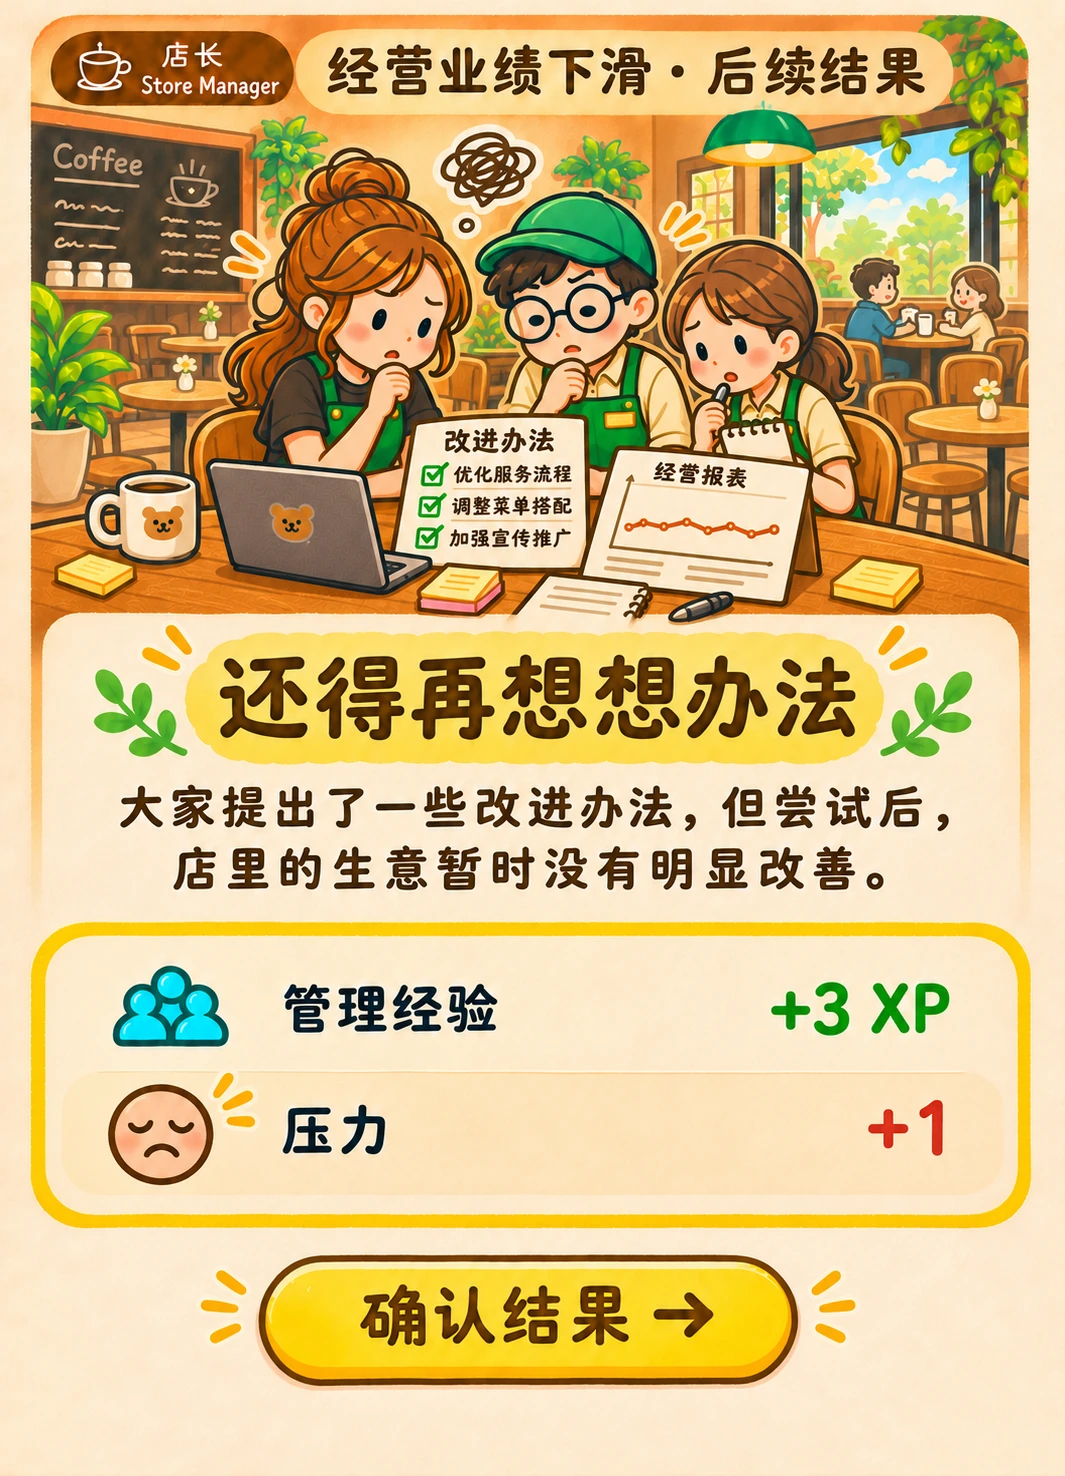 店长
Store Manager
经营业绩下滑·后续结果
Coffee
改进办法
优化服务流程
调整菜单搭配
加强宣传推广
经营报表
还得再想想办法
大家提出了一些改进办法，但尝试后，
店里的生意暂时没有明显改善。
管理经验 +3 XP
压力 +1
确认结果 →